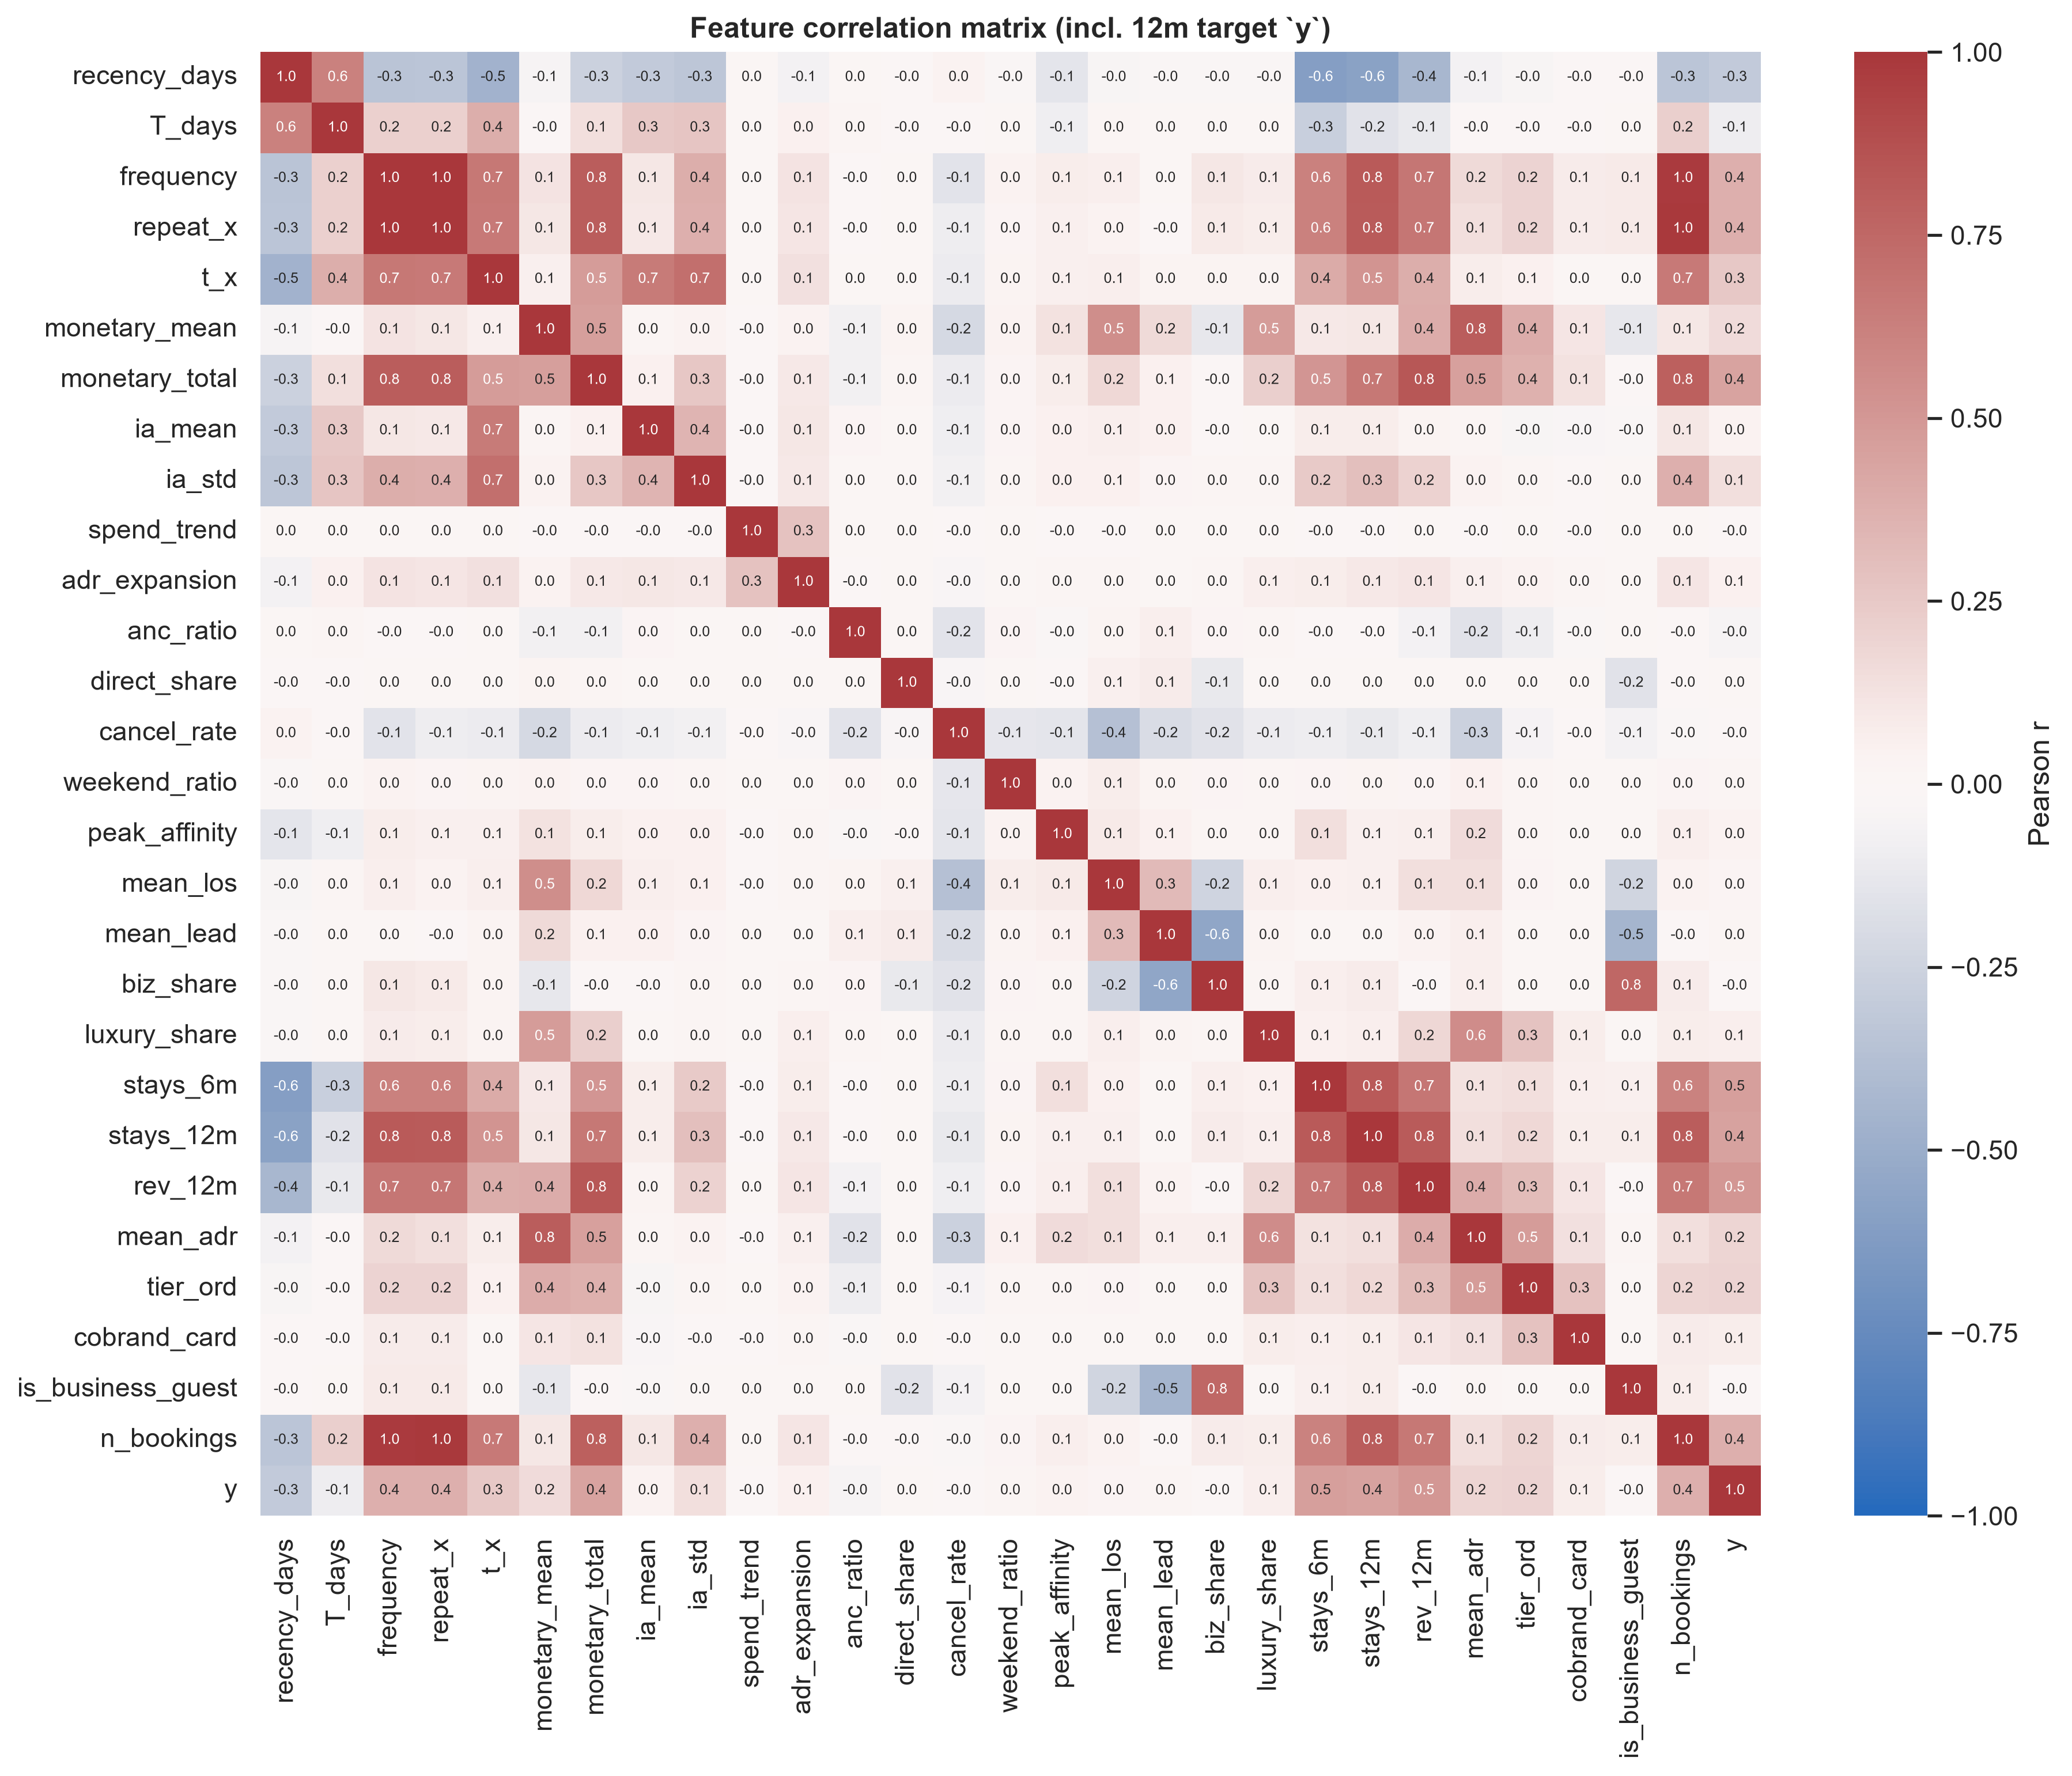 Feature correlation matrix (incl. 12m target `y`)
recency_days 1.0 0.6 -0.3 -0.3 -0.5 -0.1 -0.3 -0.3 -0.3 0.0 -0.1 0.0 -0.0 0.0 -0.0 -0.1 -0.0 -0.0 -0.0 -0.0 -0.6 -0.6 -0.4 -0.1 -0.0 -0.0 -0.0 -0.3 -0.3
T_days 0.6 1.0 0.2 0.2 0.4 -0.0 0.1 0.3 0.3 0.0 0.0 0.0 -0.0 -0.0 0.0 -0.1 0.0 0.0 0.0 0.0 -0.3 -0.2 -0.1 -0.0 -0.0 -0.0 0.0 0.2 -0.1
frequency -0.3 0.2 1.0 1.0 0.7 0.1 0.8 0.1 0.4 0.0 0.1 -0.0 0.0 -0.1 0.0 0.1 0.1 0.0 0.1 0.1 0.6 0.8 0.7 0.2 0.2 0.1 0.1 1.0 0.4
repeat_x -0.3 0.2 1.0 1.0 0.7 0.1 0.8 0.1 0.4 0.0 0.1 -0.0 0.0 -0.1 0.0 0.1 0.0 -0.0 0.1 0.1 0.6 0.8 0.7 0.1 0.2 0.1 0.1 1.0 0.4
t_x -0.5 0.4 0.7 0.7 1.0 0.1 0.5 0.7 0.7 0.0 0.1 0.0 0.0 -0.1 0.0 0.1 0.1 0.0 0.0 0.0 0.4 0.5 0.4 0.1 0.1 0.0 0.0 0.7 0.3
monetary_mean -0.1 -0.0 0.1 0.1 0.1 1.0 0.5 0.0 0.0 -0.0 0.0 -0.1 0.0 -0.2 0.0 0.1 0.5 0.2 -0.1 0.5 0.1 0.1 0.4 0.8 0.4 0.1 -0.1 0.1 0.2
monetary_total -0.3 0.1 0.8 0.8 0.5 0.5 1.0 0.1 0.3 -0.0 0.1 -0.1 0.0 -0.1 0.0 0.1 0.2 0.1 -0.0 0.2 0.5 0.7 0.8 0.5 0.4 0.1 -0.0 0.8 0.4
ia_mean -0.3 0.3 0.1 0.1 0.7 0.0 0.1 1.0 0.4 -0.0 0.1 0.0 0.0 -0.1 0.0 0.0 0.1 0.0 -0.0 0.0 0.1 0.1 0.0 0.0 -0.0 -0.0 -0.0 0.1 0.0
ia_std -0.3 0.3 0.4 0.4 0.7 0.0 0.3 0.4 1.0 -0.0 0.1 0.0 0.0 -0.1 0.0 0.0 0.1 0.0 0.0 0.0 0.2 0.3 0.2 0.0 0.0 -0.0 0.0 0.4 0.1
spend_trend 0.0 0.0 0.0 0.0 0.0 -0.0 -0.0 -0.0 -0.0 1.0 0.3 0.0 0.0 -0.0 0.0 -0.0 -0.0 0.0 0.0 0.0 -0.0 -0.0 -0.0 0.0 0.0 -0.0 0.0 0.0 -0.0
adr_expansion -0.1 0.0 0.1 0.1 0.1 0.0 0.1 0.1 0.1 0.3 1.0 -0.0 0.0 -0.0 0.0 0.0 0.0 0.0 0.0 0.1 0.1 0.1 0.1 0.1 0.0 0.0 0.0 0.1 0.1
anc_ratio 0.0 0.0 -0.0 -0.0 0.0 -0.1 -0.1 0.0 0.0 0.0 -0.0 1.0 0.0 -0.2 0.0 -0.0 0.0 0.1 0.0 0.0 -0.0 -0.0 -0.1 -0.2 -0.1 -0.0 0.0 -0.0 -0.0
direct_share -0.0 -0.0 0.0 0.0 0.0 0.0 0.0 0.0 0.0 0.0 0.0 0.0 1.0 -0.0 0.0 -0.0 0.1 0.1 -0.1 0.0 0.0 0.0 0.0 0.0 0.0 0.0 -0.2 -0.0 0.0
cancel_rate 0.0 -0.0 -0.1 -0.1 -0.1 -0.2 -0.1 -0.1 -0.1 -0.0 -0.0 -0.2 -0.0 1.0 -0.1 -0.1 -0.4 -0.2 -0.2 -0.1 -0.1 -0.1 -0.1 -0.3 -0.1 -0.0 -0.1 -0.0 -0.0
weekend_ratio -0.0 0.0 0.0 0.0 0.0 0.0 0.0 0.0 0.0 0.0 0.0 0.0 0.0 -0.1 1.0 0.0 0.1 0.0 0.0 0.0 0.0 0.0 0.0 0.1 0.0 0.0 0.0 0.0 0.0
peak_affinity -0.1 -0.1 0.1 0.1 0.1 0.1 0.1 0.0 0.0 -0.0 0.0 -0.0 -0.0 -0.1 0.0 1.0 0.1 0.1 0.0 0.0 0.1 0.1 0.1 0.2 0.0 0.0 0.0 0.1 0.0
mean_los -0.0 0.0 0.1 0.0 0.1 0.5 0.2 0.1 0.1 -0.0 0.0 0.0 0.1 -0.4 0.1 0.1 1.0 0.3 -0.2 0.1 0.0 0.1 0.1 0.1 0.0 0.0 -0.2 0.0 0.0
mean_lead -0.0 0.0 0.0 -0.0 0.0 0.2 0.1 0.0 0.0 0.0 0.0 0.1 0.1 -0.2 0.0 0.1 0.3 1.0 -0.6 0.0 0.0 0.0 0.0 0.1 0.0 0.0 -0.5 -0.0 0.0
biz_share -0.0 0.0 0.1 0.1 0.0 -0.1 -0.0 -0.0 0.0 0.0 0.0 0.0 -0.1 -0.2 0.0 0.0 -0.2 -0.6 1.0 0.0 0.1 0.1 -0.0 0.1 0.0 0.0 0.8 0.1 -0.0
luxury_share -0.0 0.0 0.1 0.1 0.0 0.5 0.2 0.0 0.0 0.0 0.1 0.0 0.0 -0.1 0.0 0.0 0.1 0.0 0.0 1.0 0.1 0.1 0.2 0.6 0.3 0.1 0.0 0.1 0.1
stays_6m -0.6 -0.3 0.6 0.6 0.4 0.1 0.5 0.1 0.2 -0.0 0.1 -0.0 0.0 -0.1 0.0 0.1 0.0 0.0 0.1 0.1 1.0 0.8 0.7 0.1 0.1 0.1 0.1 0.6 0.5
stays_12m -0.6 -0.2 0.8 0.8 0.5 0.1 0.7 0.1 0.3 -0.0 0.1 -0.0 0.0 -0.1 0.0 0.1 0.1 0.0 0.1 0.1 0.8 1.0 0.8 0.1 0.2 0.1 0.1 0.8 0.4
rev_12m -0.4 -0.1 0.7 0.7 0.4 0.4 0.8 0.0 0.2 -0.0 0.1 -0.1 0.0 -0.1 0.0 0.1 0.1 0.0 -0.0 0.2 0.7 0.8 1.0 0.4 0.3 0.1 -0.0 0.7 0.5
mean_adr -0.1 -0.0 0.2 0.1 0.1 0.8 0.5 0.0 0.0 0.0 0.1 -0.2 0.0 -0.3 0.1 0.2 0.1 0.1 0.1 0.6 0.1 0.1 0.4 1.0 0.5 0.1 0.0 0.1 0.2
tier_ord -0.0 -0.0 0.2 0.2 0.1 0.4 0.4 -0.0 0.0 0.0 0.0 -0.1 0.0 -0.1 0.0 0.0 0.0 0.0 0.0 0.3 0.1 0.2 0.3 0.5 1.0 0.3 0.0 0.2 0.2
cobrand_card -0.0 -0.0 0.1 0.1 0.0 0.1 0.1 -0.0 -0.0 -0.0 0.0 -0.0 0.0 -0.0 0.0 0.0 0.0 0.0 0.0 0.1 0.1 0.1 0.1 0.1 0.3 1.0 0.0 0.1 0.1
is_business_guest -0.0 0.0 0.1 0.1 0.0 -0.1 -0.0 -0.0 0.0 0.0 0.0 0.0 -0.2 -0.1 0.0 0.0 -0.2 -0.5 0.8 0.0 0.1 0.1 -0.0 0.0 0.0 0.0 1.0 0.1 -0.0
n_bookings -0.3 0.2 1.0 1.0 0.7 0.1 0.8 0.1 0.4 0.0 0.1 -0.0 -0.0 -0.0 0.0 0.1 0.0 -0.0 0.1 0.1 0.6 0.8 0.7 0.1 0.2 0.1 0.1 1.0 0.4
y -0.3 -0.1 0.4 0.4 0.3 0.2 0.4 0.0 0.1 -0.0 0.1 -0.0 0.0 -0.0 0.0 0.0 0.0 0.0 -0.0 0.1 0.5 0.4 0.5 0.2 0.2 0.1 -0.0 0.4 1.0
recency_days
T_days
frequency
repeat_x
t_x
monetary_mean
monetary_total
ia_mean
ia_std
spend_trend
adr_expansion
anc_ratio
direct_share
cancel_rate
weekend_ratio
peak_affinity
mean_los
mean_lead
biz_share
luxury_share
stays_6m
stays_12m
rev_12m
mean_adr
tier_ord
cobrand_card
is_business_guest
n_bookings
y
1.00
0.75
0.50
0.25
0.00
−0.25
−0.50
−0.75
−1.00
Pearson r